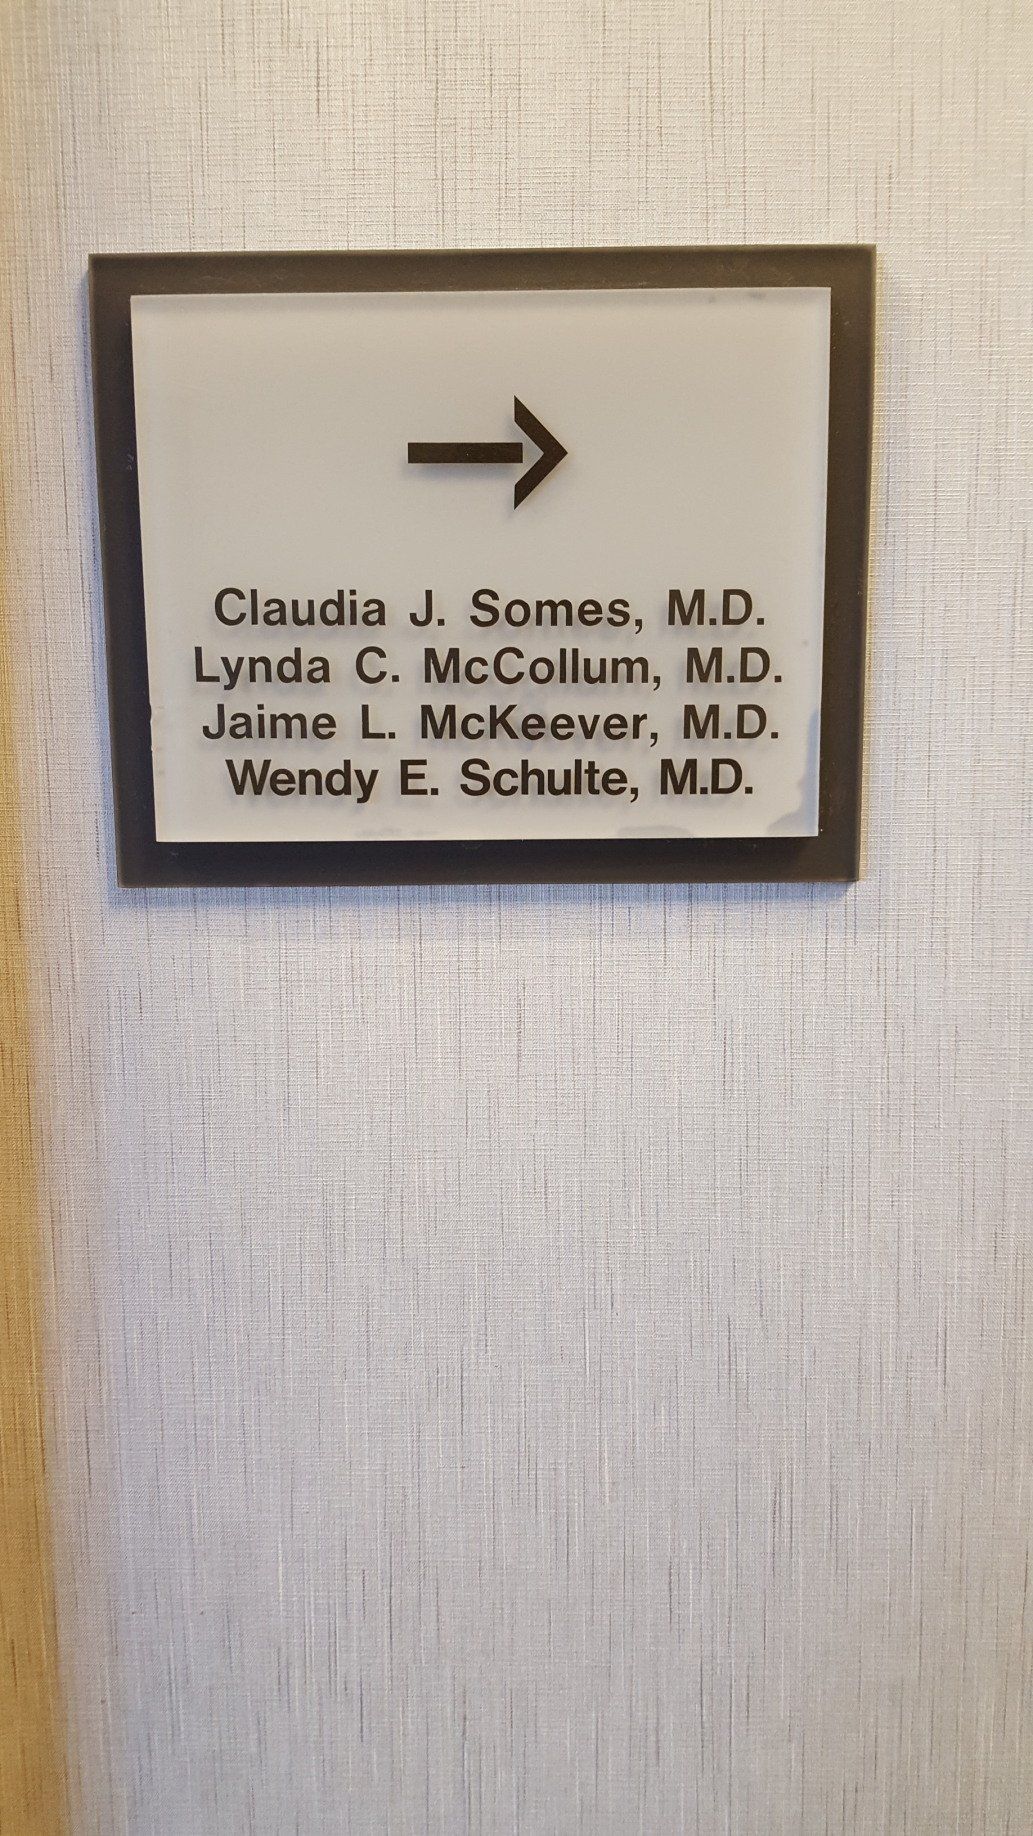 Claudia J. Somes, M.D.
Lynda C. McCollum, M.D.
Jaime L. McKeever, M.D.
Wendy E. Schulte, M.D.